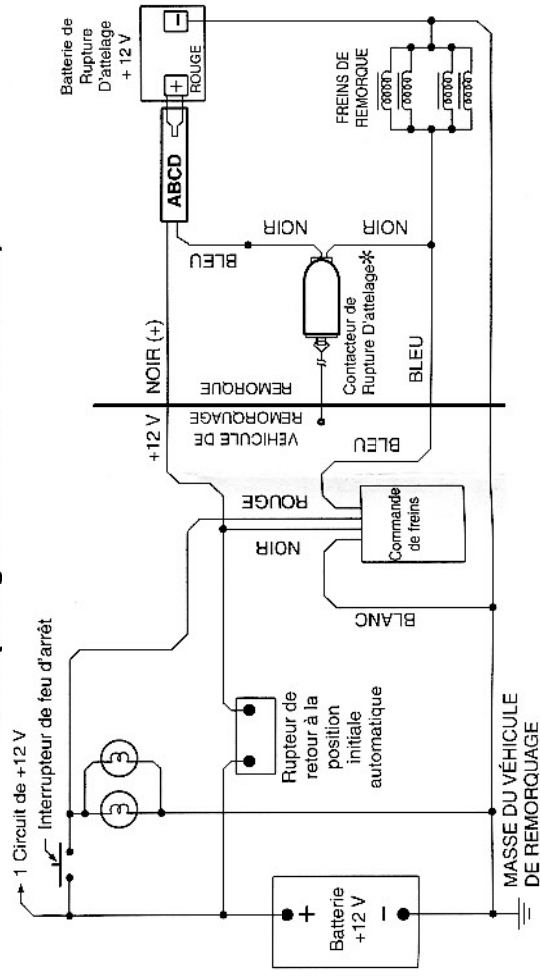 1 Circuit de +12 V
Interrupteur de feu d'arrêt
Batterie
+12 V
+
−
MASSE DU VÉHICULE
DE REMORQUAGE
Rupteur de
retour à la
position
initiale
automatique
BLANC
NOIR
ROUGE
BLEU
Commande
de freins
+12 V
NOIR (+)
VÉHICULE DE
REMORQUAGE
REMORQUE
Contacteur de
Rupture D'attelage*
BLEU
BLEU
NOIR
NOIR
ABCD
Batterie de
Rupture
D'attelage
+ 12 V
+
−
ROUGE
FREINS DE
REMORQUE